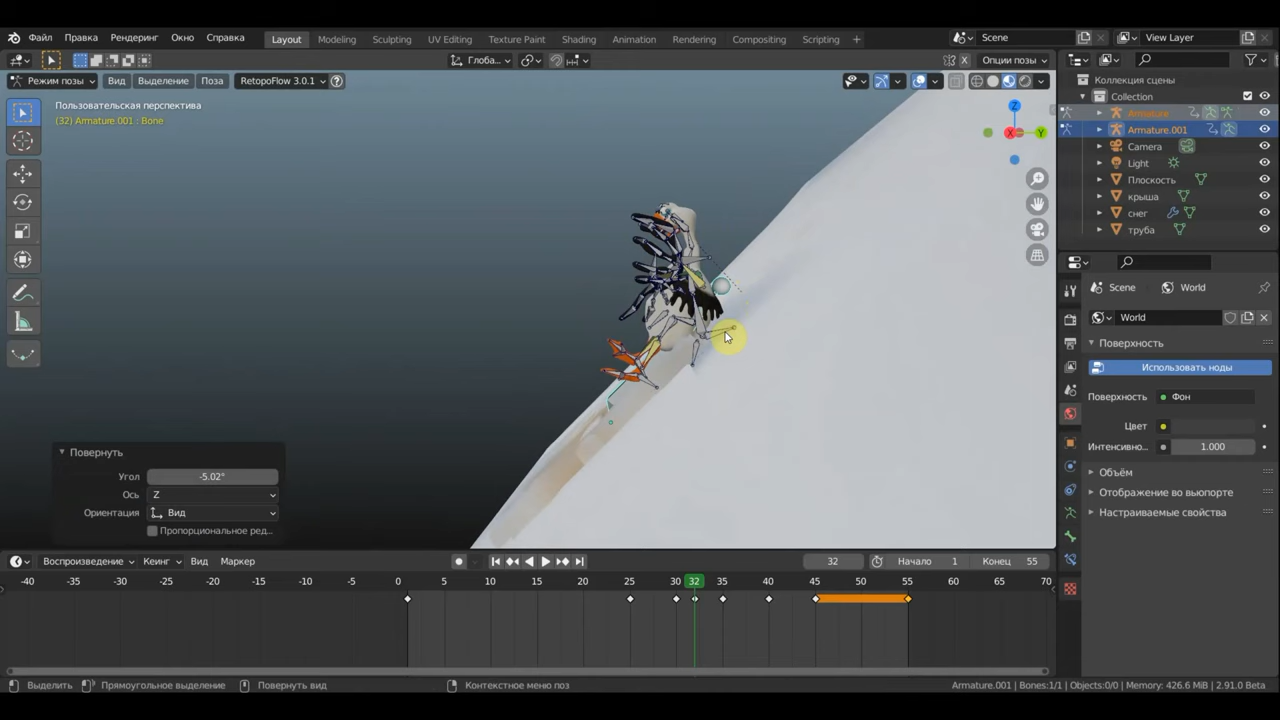 Файл Правка Рендеринг Окно Справка Layout Modeling Sculpting UV Editing Texture Paint Shading Animation Rendering Compositing Scripting + Scene View Layer
Глоба... Опции позы
Режим позы Вид Выделение Поза RetopoFlow 3.0.1
Пользовательская перспектива
(32) Armature.001 : Bone
Z
X
Y
Коллекция сцены
Collection
Armature
Armature.001
Camera
Light
Плоскость
крыша
снег
труба
Scene World
World
Поверхность
Использовать ноды
Поверхность Фон
Цвет
Интенсивно... 1.000
Объём
Отображение во вьюпорте
Настраиваемые свойства
Повернуть
Угол -5.02°
Ось Z
Ориентация Вид
Пропорциональное ред...
Воспроизведение Кеинг Вид Маркер 32 Начало 1 Конец 55
-40 -35 -30 -25 -20 -15 -10 -5 0 5 10 15 20 25 30 32 35 40 45 50 55 60 65 70
Выделить Прямоугольное выделение Повернуть вид Контекстное меню поз Armature.001 | Bones:1/1 | Objects:0/0 | Memory: 426.6 MiB | 2.91.0 Beta